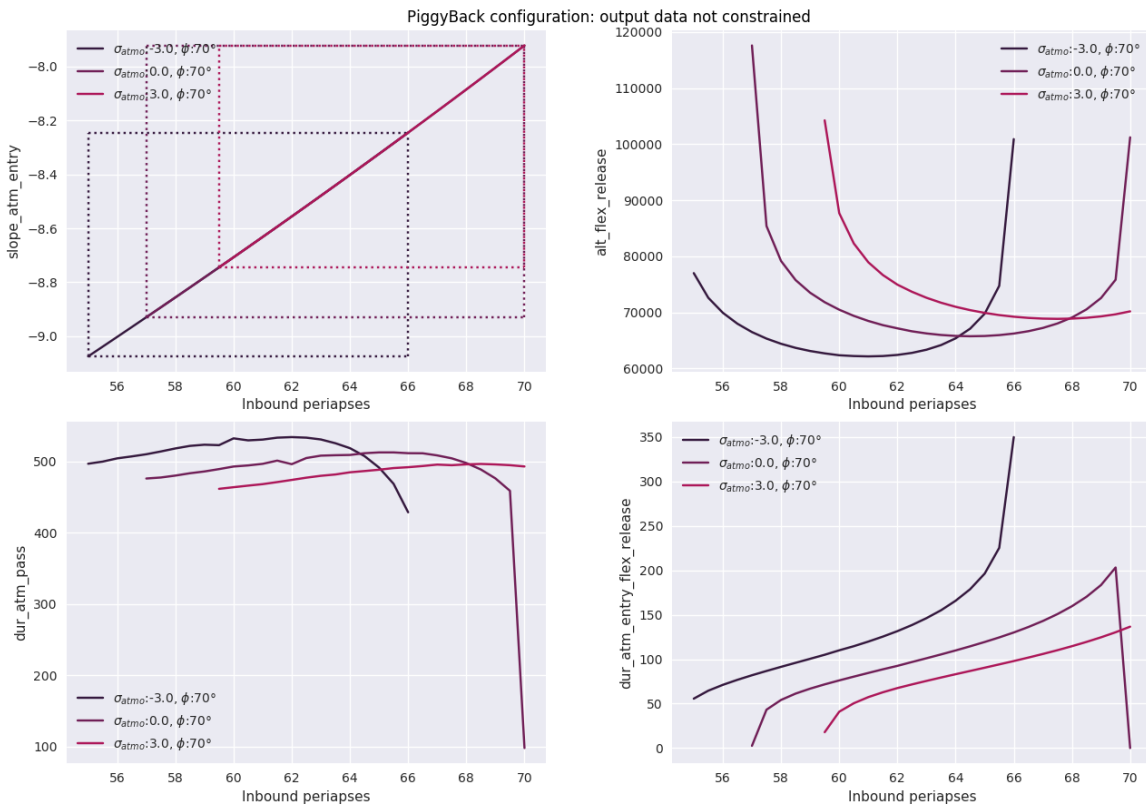 PiggyBack configuration: output data not constrained
σatmo:-3.0, ϕ:70°
σatmo:0.0, ϕ:70°
σatmo:3.0, ϕ:70°
slope_atm_entry
−8.0
−8.2
−8.4
−8.6
−8.8
−9.0
56 58 60 62 64 66 68 70
Inbound periapses
σatmo:-3.0, ϕ:70°
σatmo:0.0, ϕ:70°
σatmo:3.0, ϕ:70°
alt_flex_release
120000
110000
100000
90000
80000
70000
60000
56 58 60 62 64 66 68 70
Inbound periapses
dur_atm_pass
500
400
300
200
100
σatmo:-3.0, ϕ:70°
σatmo:0.0, ϕ:70°
σatmo:3.0, ϕ:70°
56 58 60 62 64 66 68 70
Inbound periapses
σatmo:-3.0, ϕ:70°
σatmo:0.0, ϕ:70°
σatmo:3.0, ϕ:70°
dur_atm_entry_flex_release
350
300
250
200
150
100
50
0
56 58 60 62 64 66 68 70
Inbound periapses